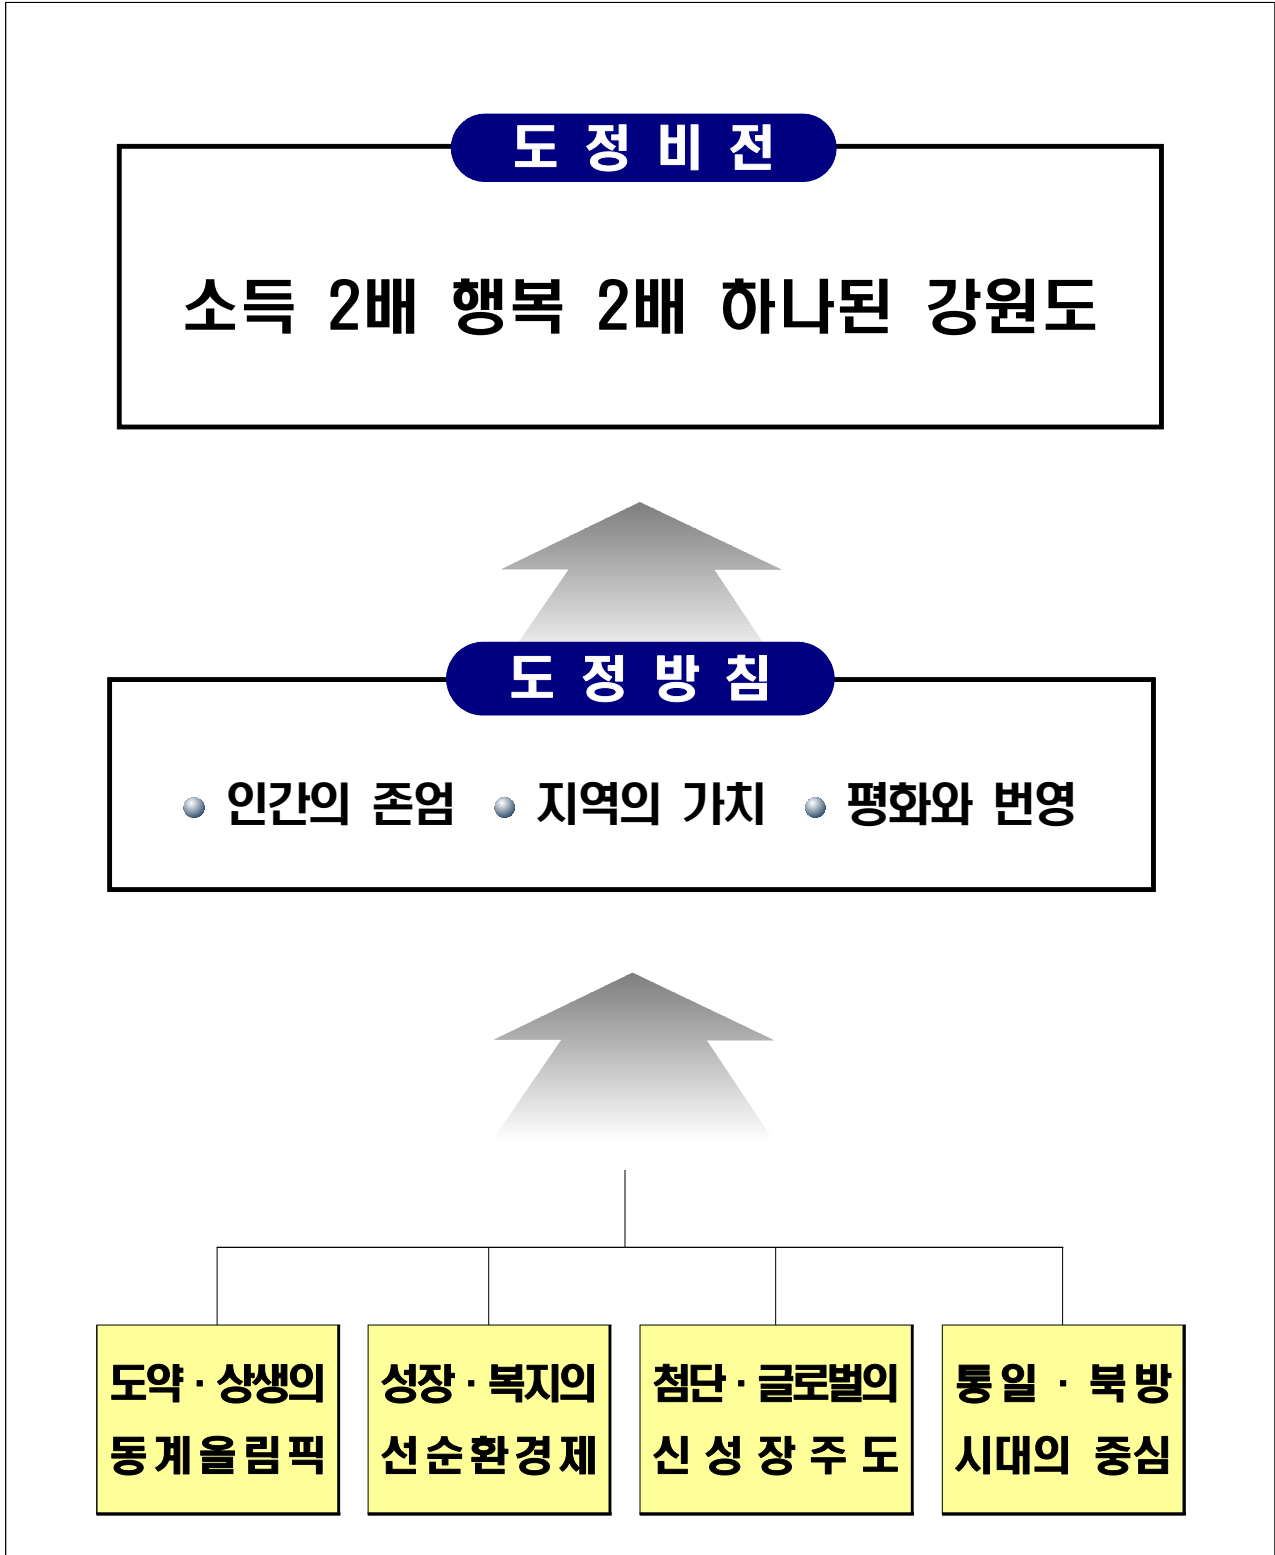 도정비전
소득 2배 행복 2배 하나된 강원도
도정방침
인간의 존엄 지역의 가치 평화와 번영
도약·상생의
동계올림픽
성장·복지의
선순환경제
첨단·글로벌의
신성장주도
통일·북방
시대의 중심